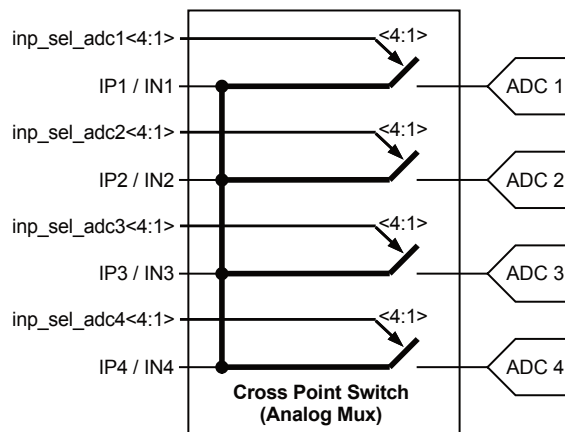 inp_sel_adc1<4:1>
<4:1>
IP1 / IN1
ADC 1
inp_sel_adc2<4:1>
<4:1>
IP2 / IN2
ADC 2
inp_sel_adc3<4:1>
<4:1>
IP3 / IN3
ADC 3
inp_sel_adc4<4:1>
<4:1>
IP4 / IN4
ADC 4
Cross Point Switch
(Analog Mux)